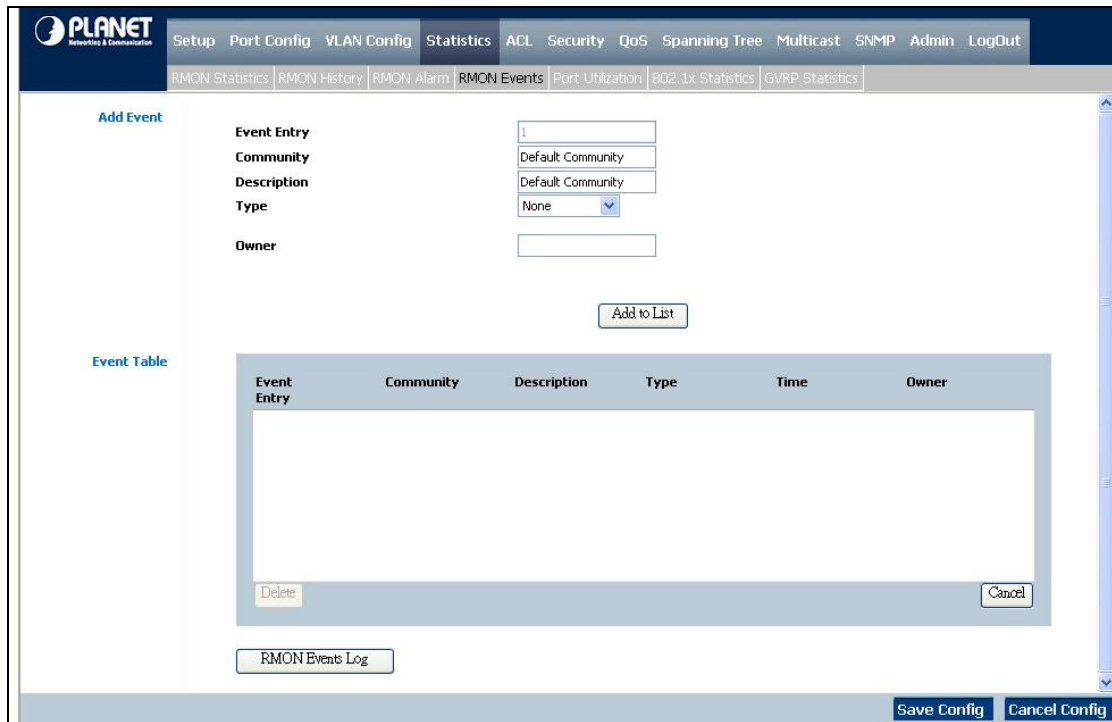 PLANET
Networking & Communication
Setup Port Config VLAN Config Statistics ACL Security QoS Spanning Tree Multicast SNMP Admin LogOut
RMON Statistics RMON History RMON Alarm RMON Events Port Utilization 802.1x Statistics GVRP Statistics
Add Event
Event Entry 1
Community Default Community
Description Default Community
Type None
Owner
Add to List
Event Table
Event Entry Community Description Type Time Owner
Delete Cancel
RMON Events Log
Save Config Cancel Config